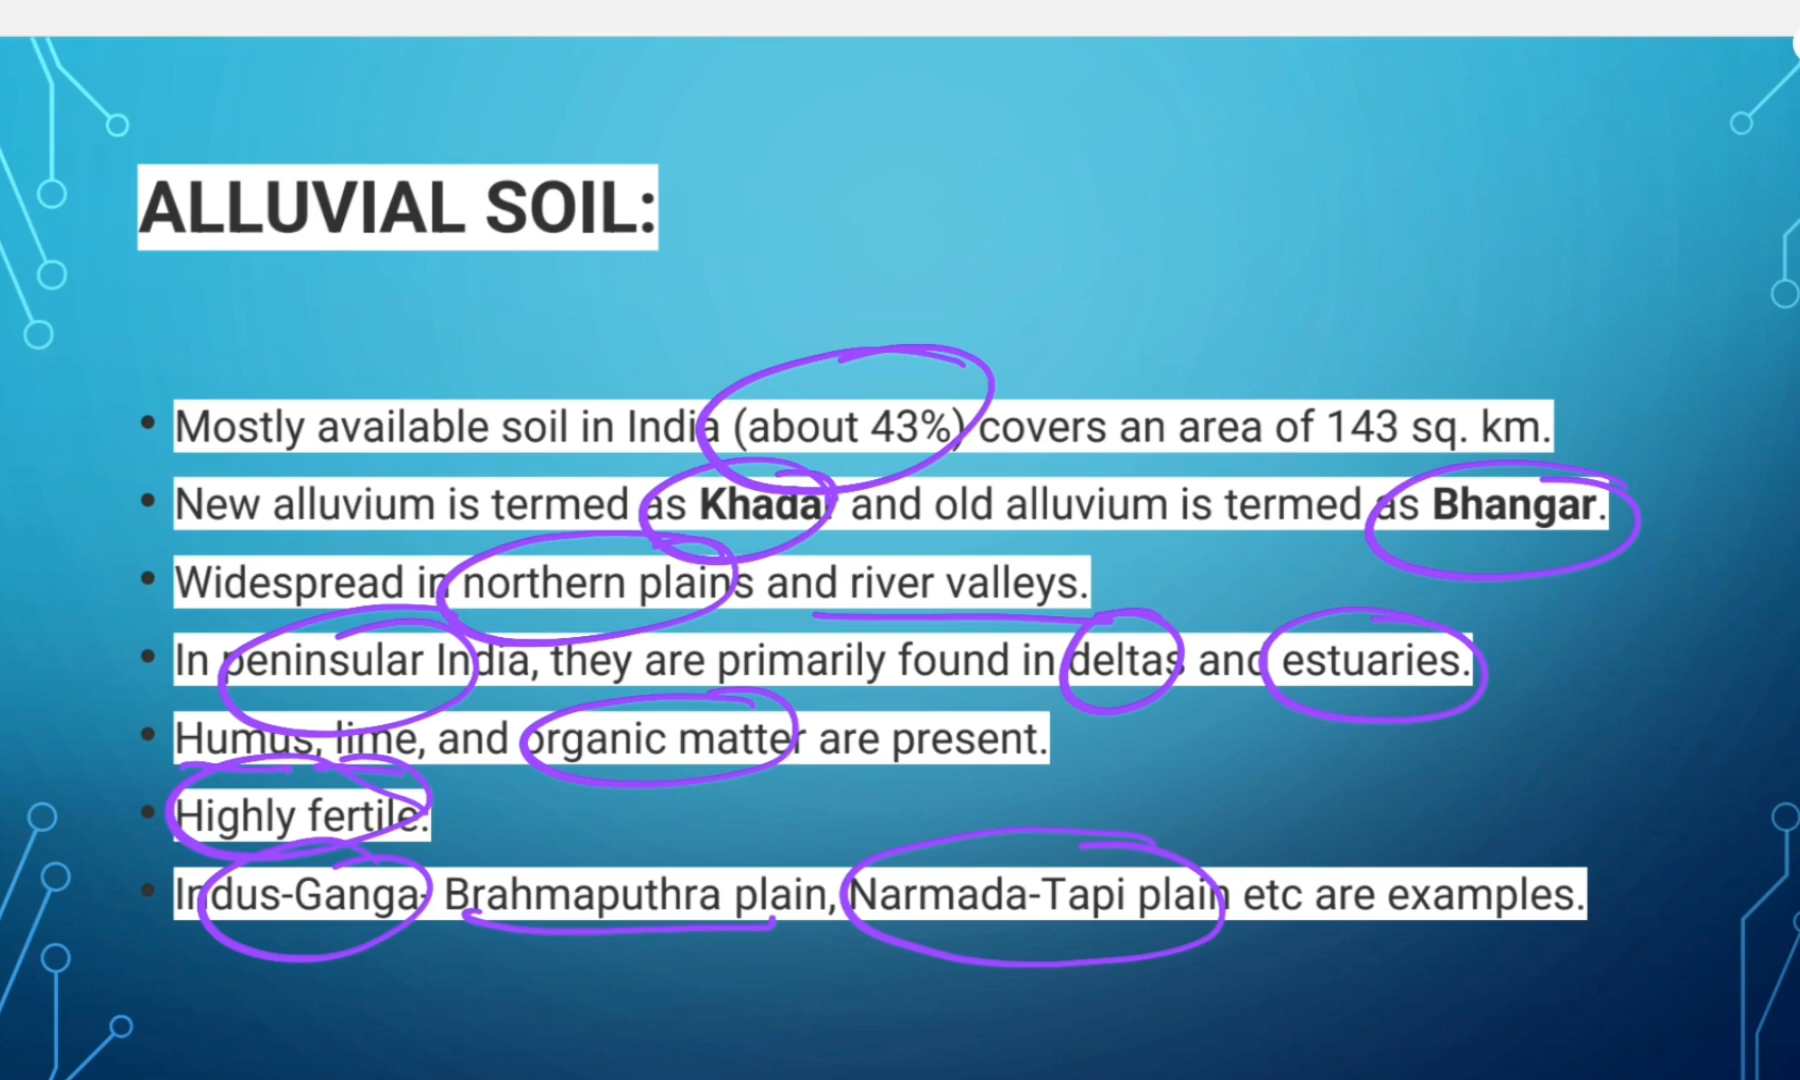 ALLUVIAL SOIL:
• Mostly available soil in India (about 43%) covers an area of 143 sq. km.
• New alluvium is termed as Khadar and old alluvium is termed as Bhangar.
• Widespread in northern plains and river valleys.
• In peninsular India, they are primarily found in deltas and estuaries.
• Humus, lime, and organic matter are present.
• Highly fertile.
• Indus-Ganga- Brahmaputhra plain, Narmada-Tapi plain etc are examples.